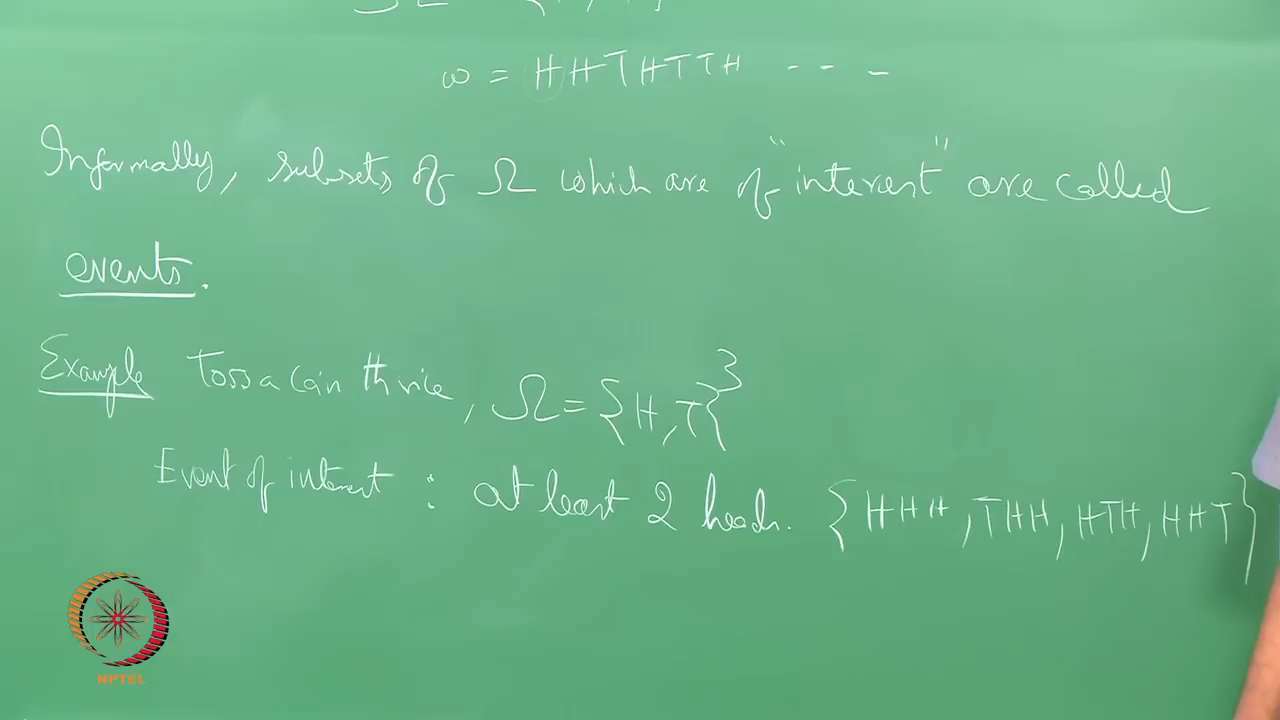 ω = H H T H T T H - - -
Informally, subsets of Ω which are of "interest" are called
events.
Example Toss a coin thrice, Ω = {H, T}³
Event of interest : at least 2 heads. {HHH, THH, HTH, HHT}
NPTEL